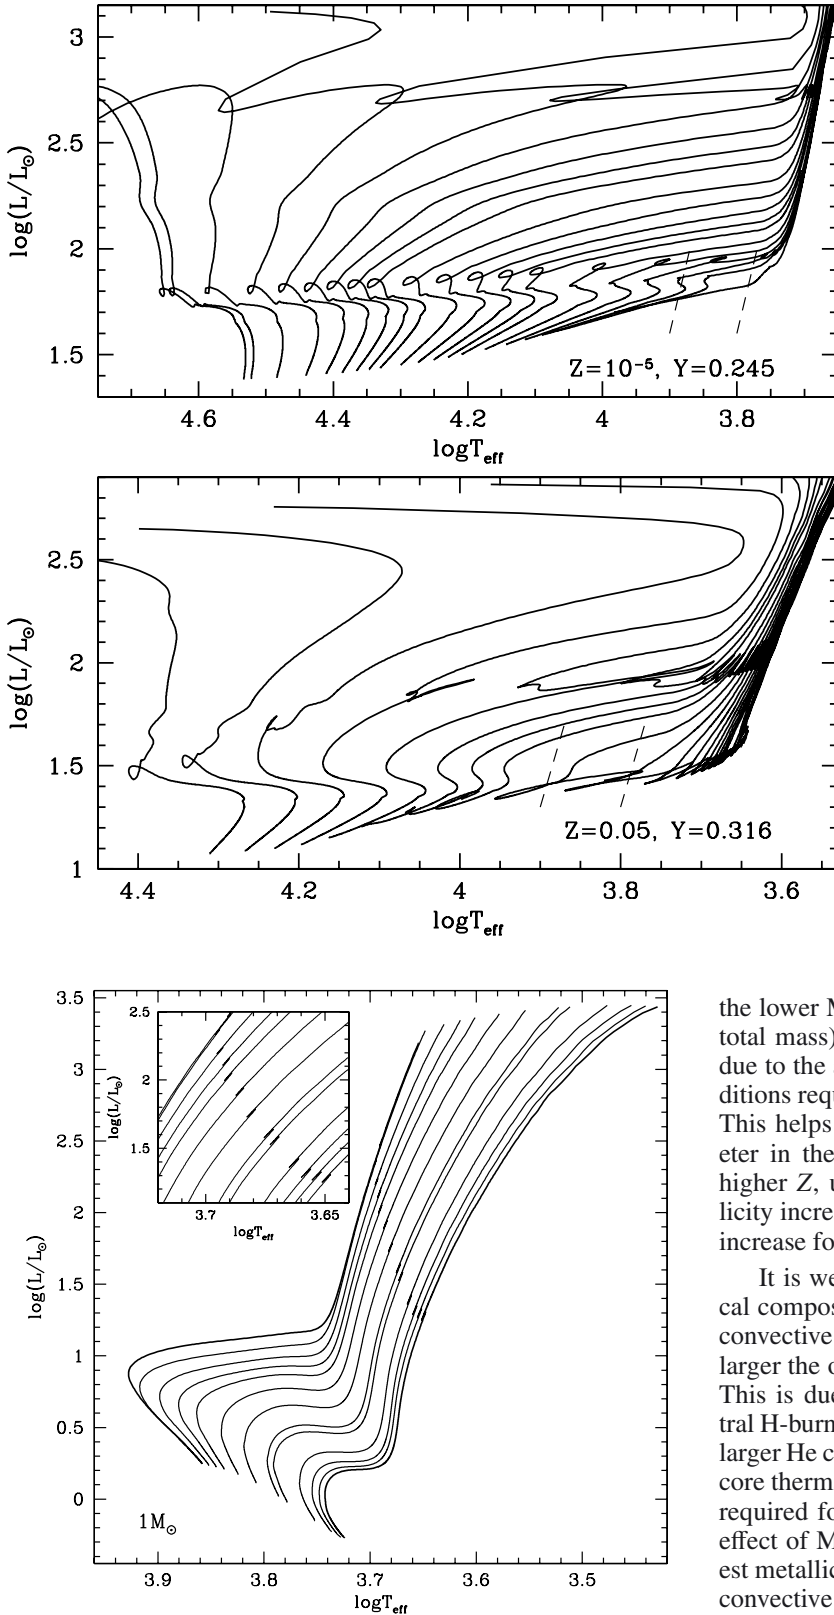 3
2.5
2
1.5
log(L/L⊙)
Z=10⁻⁵, Y=0.245
4.6 4.4 4.2 4 3.8
logTeff
2.5
2
1.5
1
log(L/L⊙)
Z=0.05, Y=0.316
4.4 4.2 4 3.8 3.6
logTeff
3.5
3
2.5
2
1.5
1
0.5
0
log(L/L⊙)
2.5
2
1.5
log(L/L⊙)
3.7 3.65
logTeff
1M⊙
3.9 3.8 3.7 3.6 3.5
logTeff
the lower M
total mass)
due to the
ditions requ
This helps
eter in the
higher Z, u
licity increa
increase fo
It is we
cal compos
convective
larger the o
This is due
tral H-burn
larger He c
core therm
required fo
effect of M
est metallic
convective